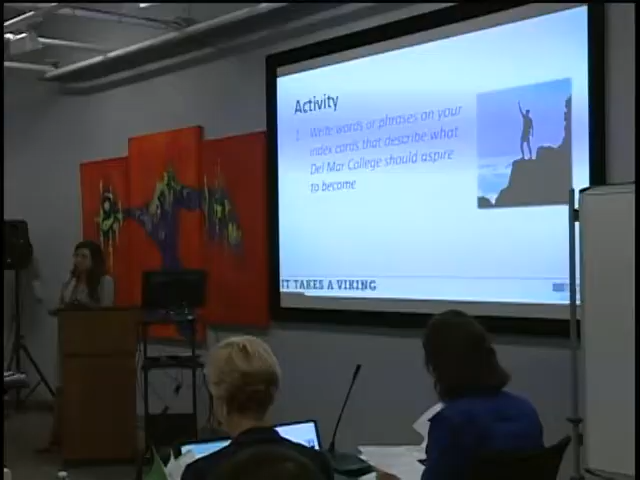 Activity
1. Write words or phrases on your
index cards that describe what
Del Mar College should aspire
to become
IT TAKES A VIKING